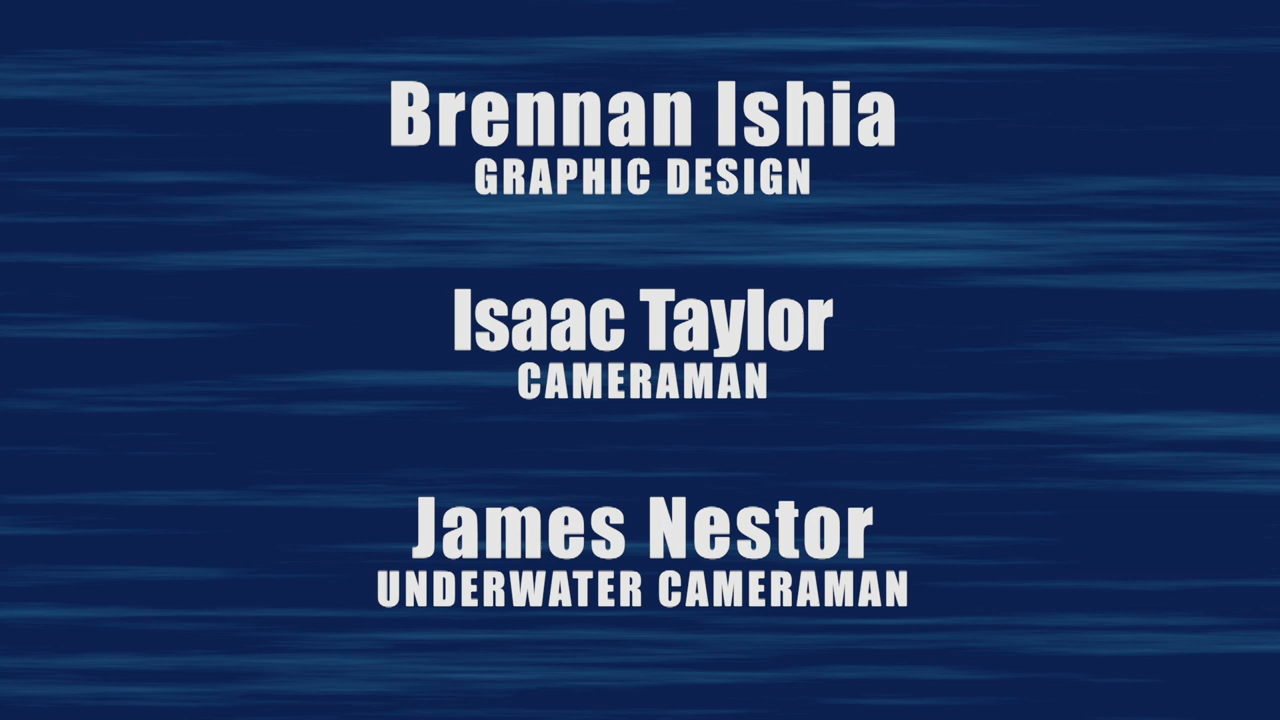 Brennan Ishia
GRAPHIC DESIGN
Isaac Taylor
CAMERAMAN
James Nestor
UNDERWATER CAMERAMAN